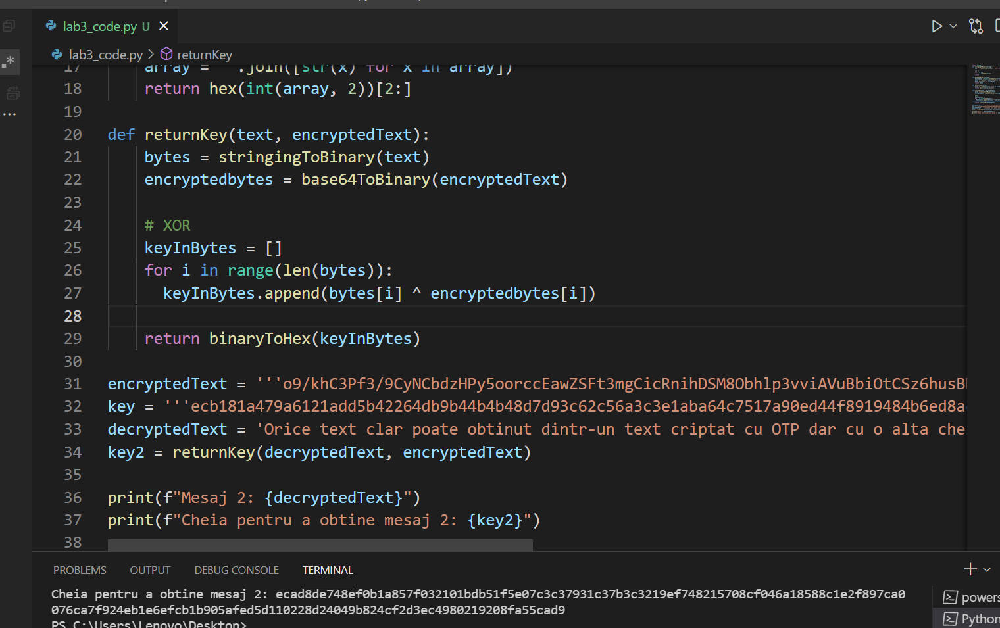 lab3_code.py U
lab3_code.py > returnKey
17 array = .join([str(x) for x in array])
18 return hex(int(array, 2))[2:]
19
20 def returnKey(text, encryptedText):
21 bytes = stringingToBinary(text)
22 encryptedbytes = base64ToBinary(encryptedText)
23
24 # XOR
25 keyInBytes = []
26 for i in range(len(bytes)):
27 keyInBytes.append(bytes[i] ^ encryptedbytes[i])
28
29 return binaryToHex(keyInBytes)
30
31 encryptedText = '''o9/khC3Pf3/9CyNCbdzHPy5oorccEawZSFt3mgCicRnihDSM8Obhlp3vviAVuBbiOtCSz6husB
32 key = '''ecb181a479a6121add5b42264db9b44b4b48d7d93c62c56a3c3e1aba64c7517a90ed44f8919484b6ed8a
33 decryptedText = 'Orice text clar poate obtinut dintr-un text criptat cu OTP dar cu o alta che
34 key2 = returnKey(decryptedText, encryptedText)
35
36 print(f"Mesaj 2: {decryptedText}")
37 print(f"Cheia pentru a obtine mesaj 2: {key2}")
38
PROBLEMS OUTPUT DEBUG CONSOLE TERMINAL
Cheia pentru a obtine mesaj 2: ecad8de748ef0b1a857f032101bdb51f5e07c3c37931c37b3c3219ef748215708cf046a18588c1e2f897ca0
076ca7f924eb1e6efcb1b905afed5d110228d24049b824cf2d3ec4980219208fa55cad9
PS C:\Users\Lenovo\Desktop>
powers
Python